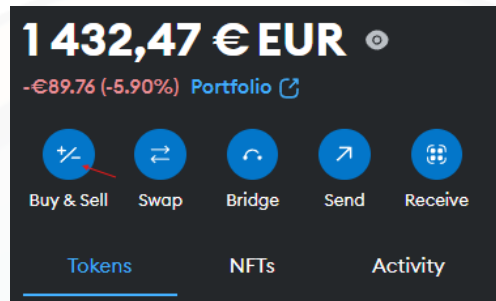 1 432,47 € EUR
-€89.76 (-5.90%) Portfolio
Buy & Sell Swap Bridge Send Receive
Tokens NFTs Activity